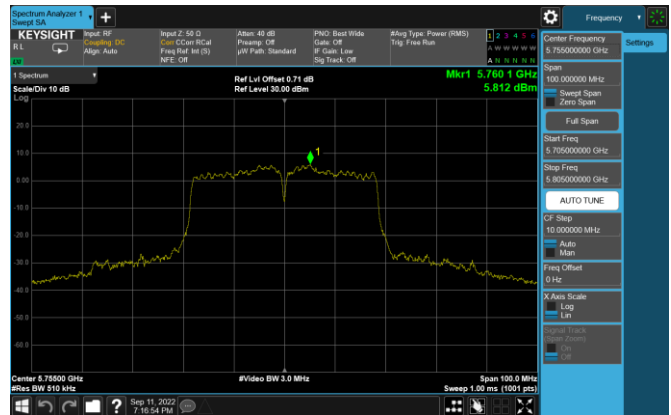 Spectrum Analyzer 1
Swept SA
+
Frequency
KEYSIGHT
Input: RF
Input Z: 50 Ω
Atten: 40 dB
PNO: Best Wide
#Avg Type: Power (RMS)
1 2 3 4 5 6
RL
Coupling: DC
Corr CCorr RCal
Preamp: Off
Gate: Off
Trig: Free Run
A W W W W W
Align: Auto
Freq Ref: Int (S)
µW Path: Standard
IF Gain: Low
NFE: Off
Sig Track: Off
A N N N N N
1 Spectrum
Scale/Div 10 dB
Log
Ref Lvl Offset 0.71 dB
Ref Level 30.00 dBm
Mkr1 5.760 1 GHz
5.812 dBm
1
20.0
10.0
0.00
-10.0
-20.0
-30.0
-40.0
-50.0
-60.0
Center 5.75500 GHz
#Video BW 3.0 MHz
Span 100.0 MHz
#Res BW 510 kHz
Sweep 1.00 ms (1001 pts)
Center Frequency
5.755000000 GHz
Settings
Span
100.000000 MHz
Swept Span
Zero Span
Full Span
Start Freq
5.705000000 GHz
Stop Freq
5.805000000 GHz
AUTO TUNE
CF Step
10.000000 MHz
Auto
Man
Freq Offset
0 Hz
X Axis Scale
Log
Lin
Signal Track
(Span Zoom)
On
Off
?
Sep 11, 2022
7:16:54 PM